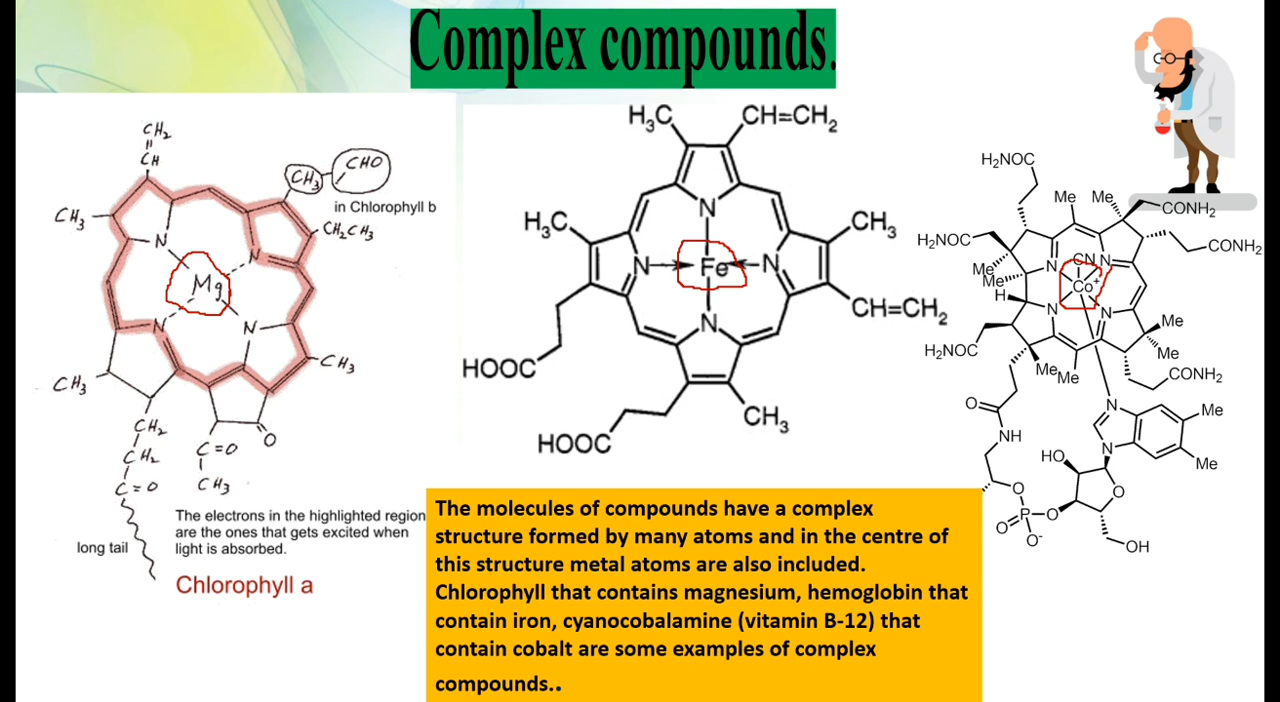 Complex compounds.
CH2
CH
CH3
CHO
in Chlorophyll b
CH3
CH2CH3
N
N
Mg
N
N
CH3
CH3
CH2
CH2
C=O
C=O
CH3
O
long tail
The electrons in the highlighted region
are the ones that gets excited when
light is absorbed.
Chlorophyll a
H3C
CH=CH2
H3C
CH3
N
N
Fe
N
N
CH=CH2
HOOC
HOOC
CH3
H2NOC
Me
Me
CONH2
H2NOC
CONH2
Me
Me
N
CN
N
H
Co+
N
N
Me
Me
H2NOC
Me
Me
CONH2
O
NH
N
Me
N
Me
HO
O
O
O
P
O
O-
OH
The molecules of compounds have a complex
structure formed by many atoms and in the centre of
this structure metal atoms are also included.
Chlorophyll that contains magnesium, hemoglobin that
contain iron, cyanocobalamine (vitamin B-12) that
contain cobalt are some examples of complex
compounds..